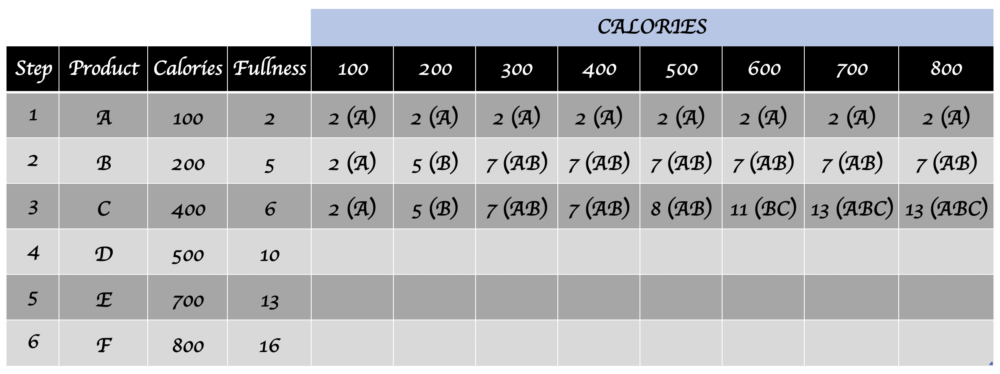 CALORIES
Step Product Calories Fullness 100 200 300 400 500 600 700 800
1 A 100 2 2 (A) 2 (A) 2 (A) 2 (A) 2 (A) 2 (A) 2 (A) 2 (A)
2 B 200 5 2 (A) 5 (B) 7 (AB) 7 (AB) 7 (AB) 7 (AB) 7 (AB) 7 (AB)
3 C 400 6 2 (A) 5 (B) 7 (AB) 7 (AB) 8 (AB) 11 (BC) 13 (ABC) 13 (ABC)
4 D 500 10
5 E 700 13
6 F 800 16